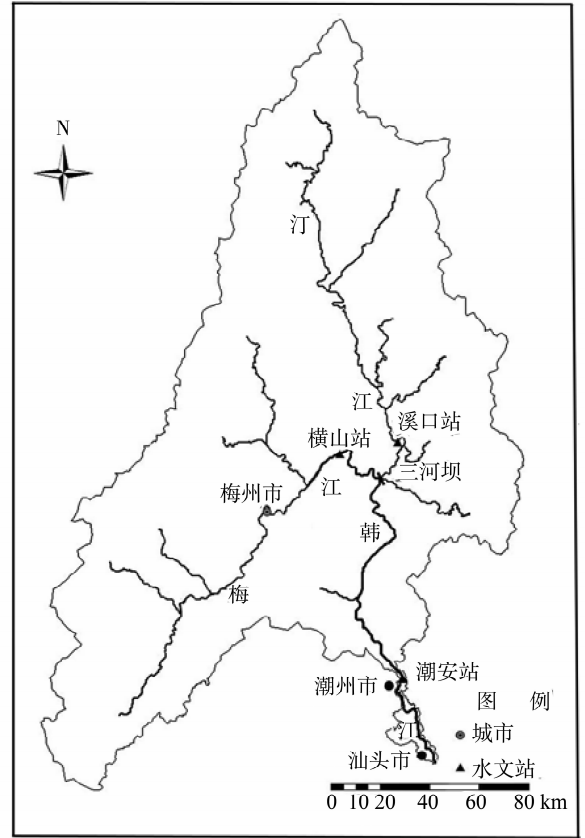 N
汀
江
溪口站
横山站
三河坝
江
梅州市
韩
梅
潮安站
潮州市
图 例
江
城市
汕头市
水文站
0 10 20 40 60 80 km